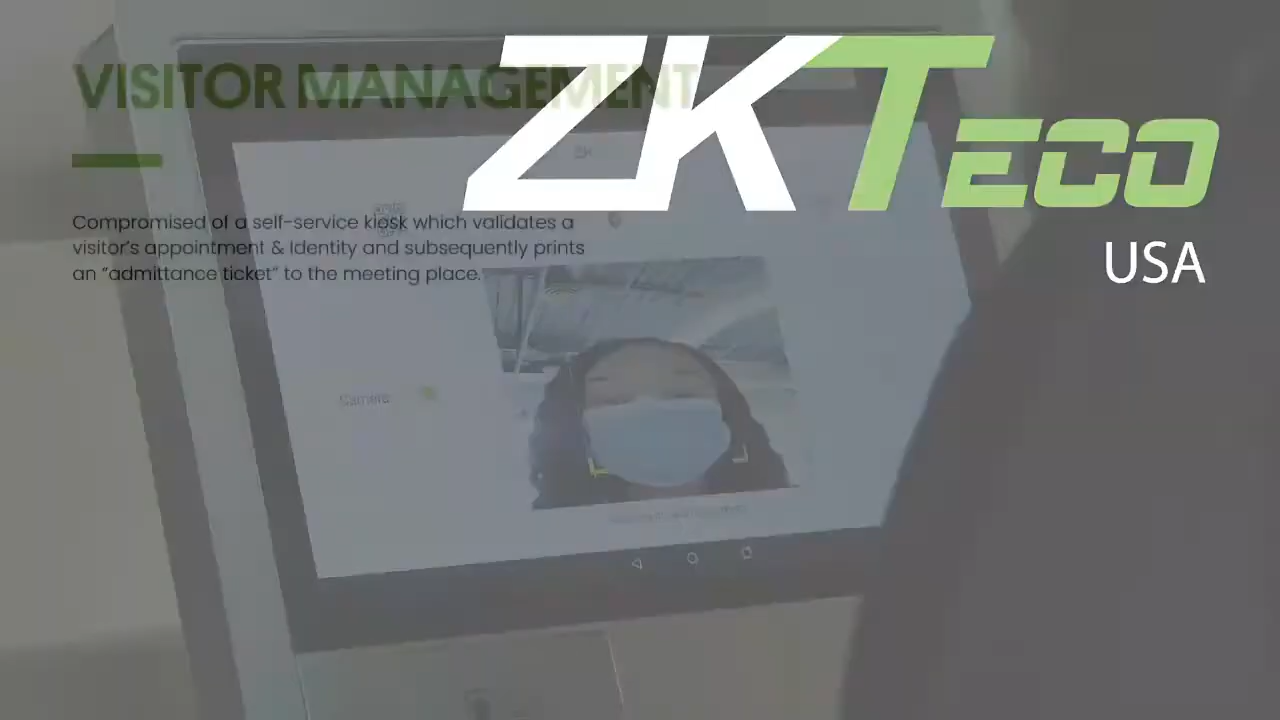 VISITOR MANAGEMENT
ZKTECO
USA
Compromised of a self-service kiosk which validates a
visitor's appointment & Identity and subsequently prints
an "admittance ticket" to the meeting place.
Camera